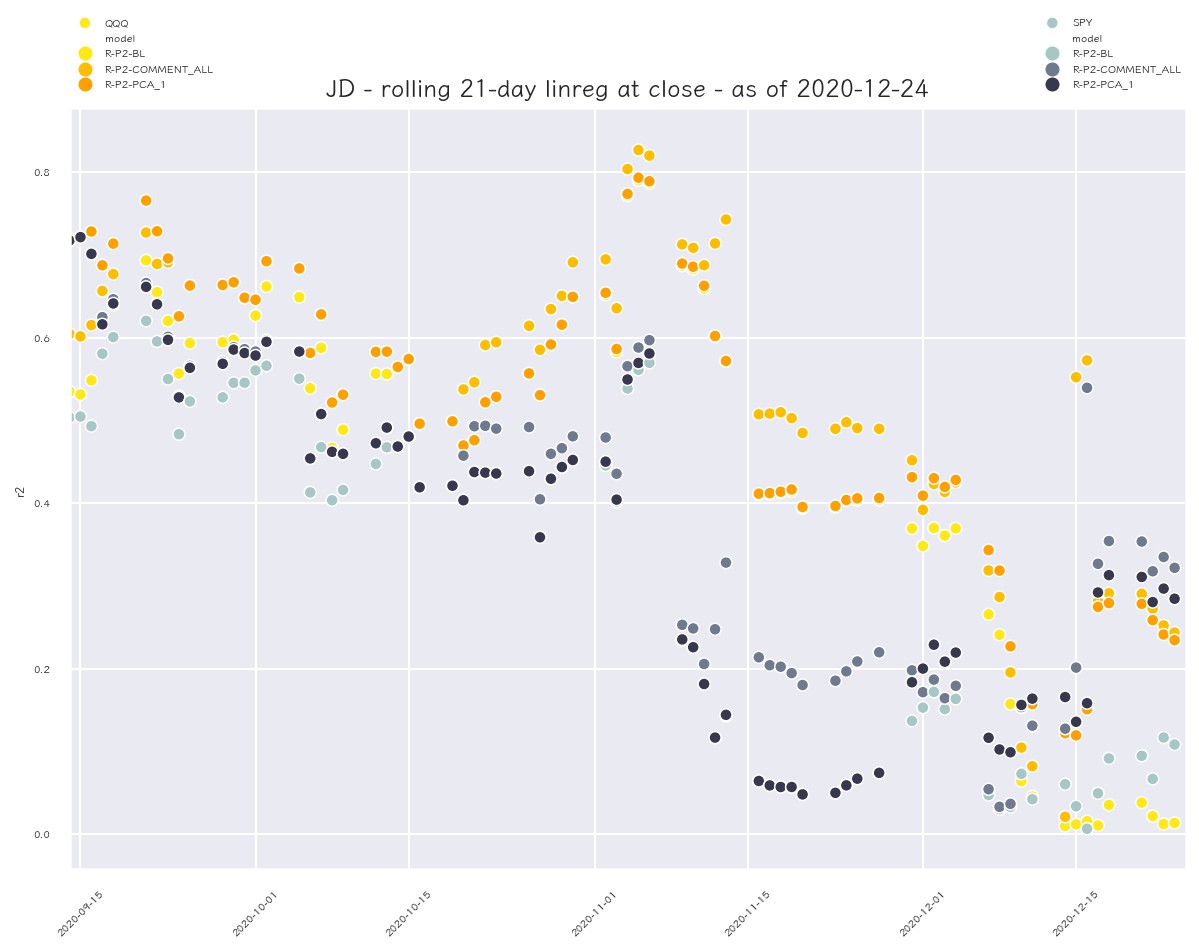 QQQ
model
R-P2-BL
R-P2-COMMENT_ALL
R-P2-PCA_1
SPY
model
R-P2-BL
R-P2-COMMENT_ALL
R-P2-PCA_1
JD - rolling 21-day linreg at close - as of 2020-12-24
r2
0.8
0.6
0.4
0.2
0.0
2020-09-15
2020-10-01
2020-10-15
2020-11-01
2020-11-15
2020-12-01
2020-12-15